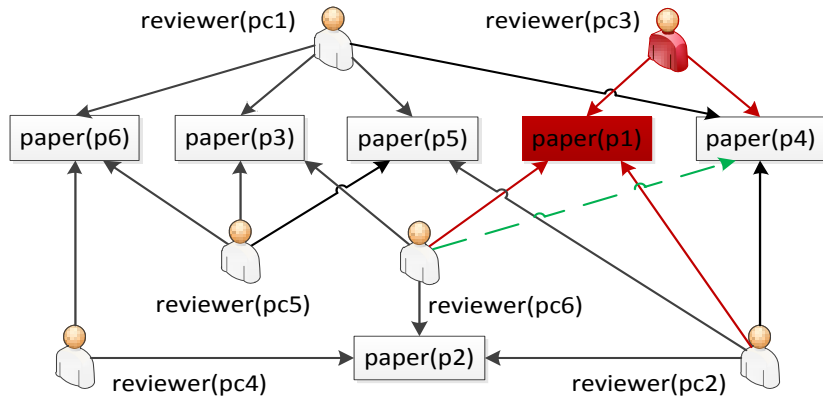 reviewer(pc1)
reviewer(pc3)
paper(p6)
paper(p3)
paper(p5)
paper(p1)
paper(p4)
reviewer(pc5)
reviewer(pc6)
paper(p2)
reviewer(pc4)
reviewer(pc2)